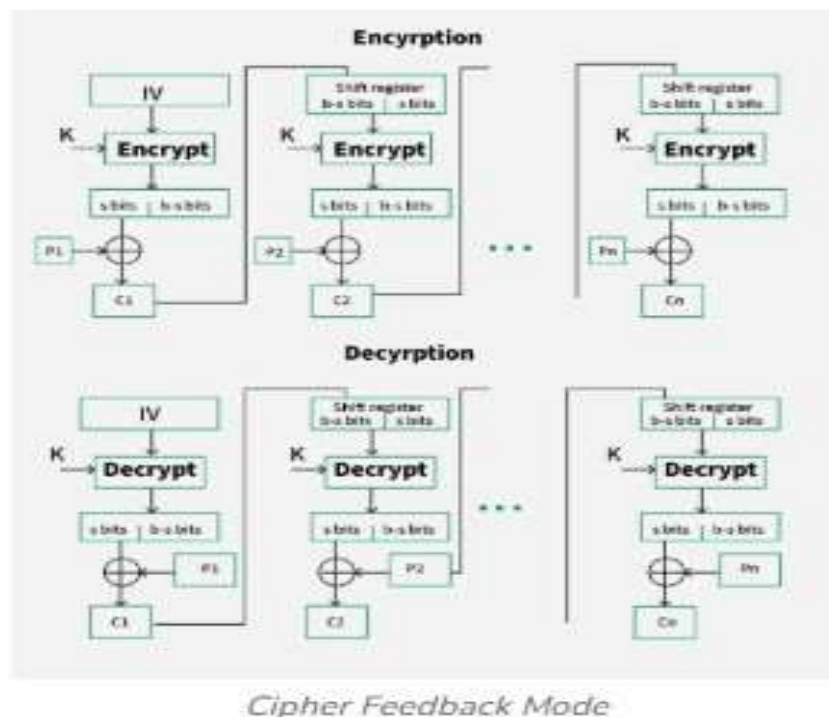 Encyrption
IV
Shift register
b-s bits | s bits
Shift register
b-s bits | s bits
K
Encrypt
K
Encrypt
K
Encrypt
s bits | b-s bits
s bits | b-s bits
s bits | b-s bits
P1
P2
...
Pn
C1
C2
Cn
Decyrption
IV
Shift register
b-s bits | s bits
Shift register
b-s bits | s bits
K
Decrypt
K
Decrypt
K
Decrypt
s bits | b-s bits
s bits | b-s bits
...
s bits | b-s bits
P1
P2
Pn
C1
C2
Cn
Cipher Feedback Mode